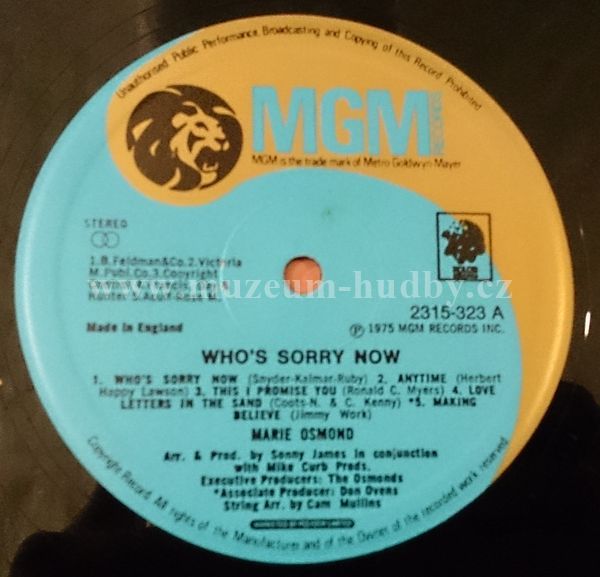 Unauthorised Public Performance, Broadcasting and Copying of this Record Prohibited
MGM
RECORDS
MGM is the trade mark of Metro Goldwyn Mayer
STEREO
1.B. Feldman&Co. 2. Victoria
M. Publ. Co. 3. Copyright
www.muzeum-hudby.cz
2315-323 A
Made in England
Ⓟ 1975 MGM RECORDS INC.
WHO'S SORRY NOW
1. WHO'S SORRY NOW (Snyder-Kalmar-Ruby) 2. ANYTIME (Herbert
Happy Lawson) 3. THIS I PROMISE YOU (Ronald C. Myers) 4. LOVE
LETTERS IN THE SAND (Coots-N. & C. Kenny) *5. MAKING
BELIEVE (Jimmy Work)
MARIE OSMOND
Arr. & Prod. by Sonny James in conjunction
with Mike Curb Prods.
Executive Producers: The Osmonds
*Associate Producer: Don Ovens
String Arr. by Cam Mullins
MARKETED BY POLYDOR LIMITED
Copyright Record. All rights of the Manufacturer and of the Owner of the recorded work reserved